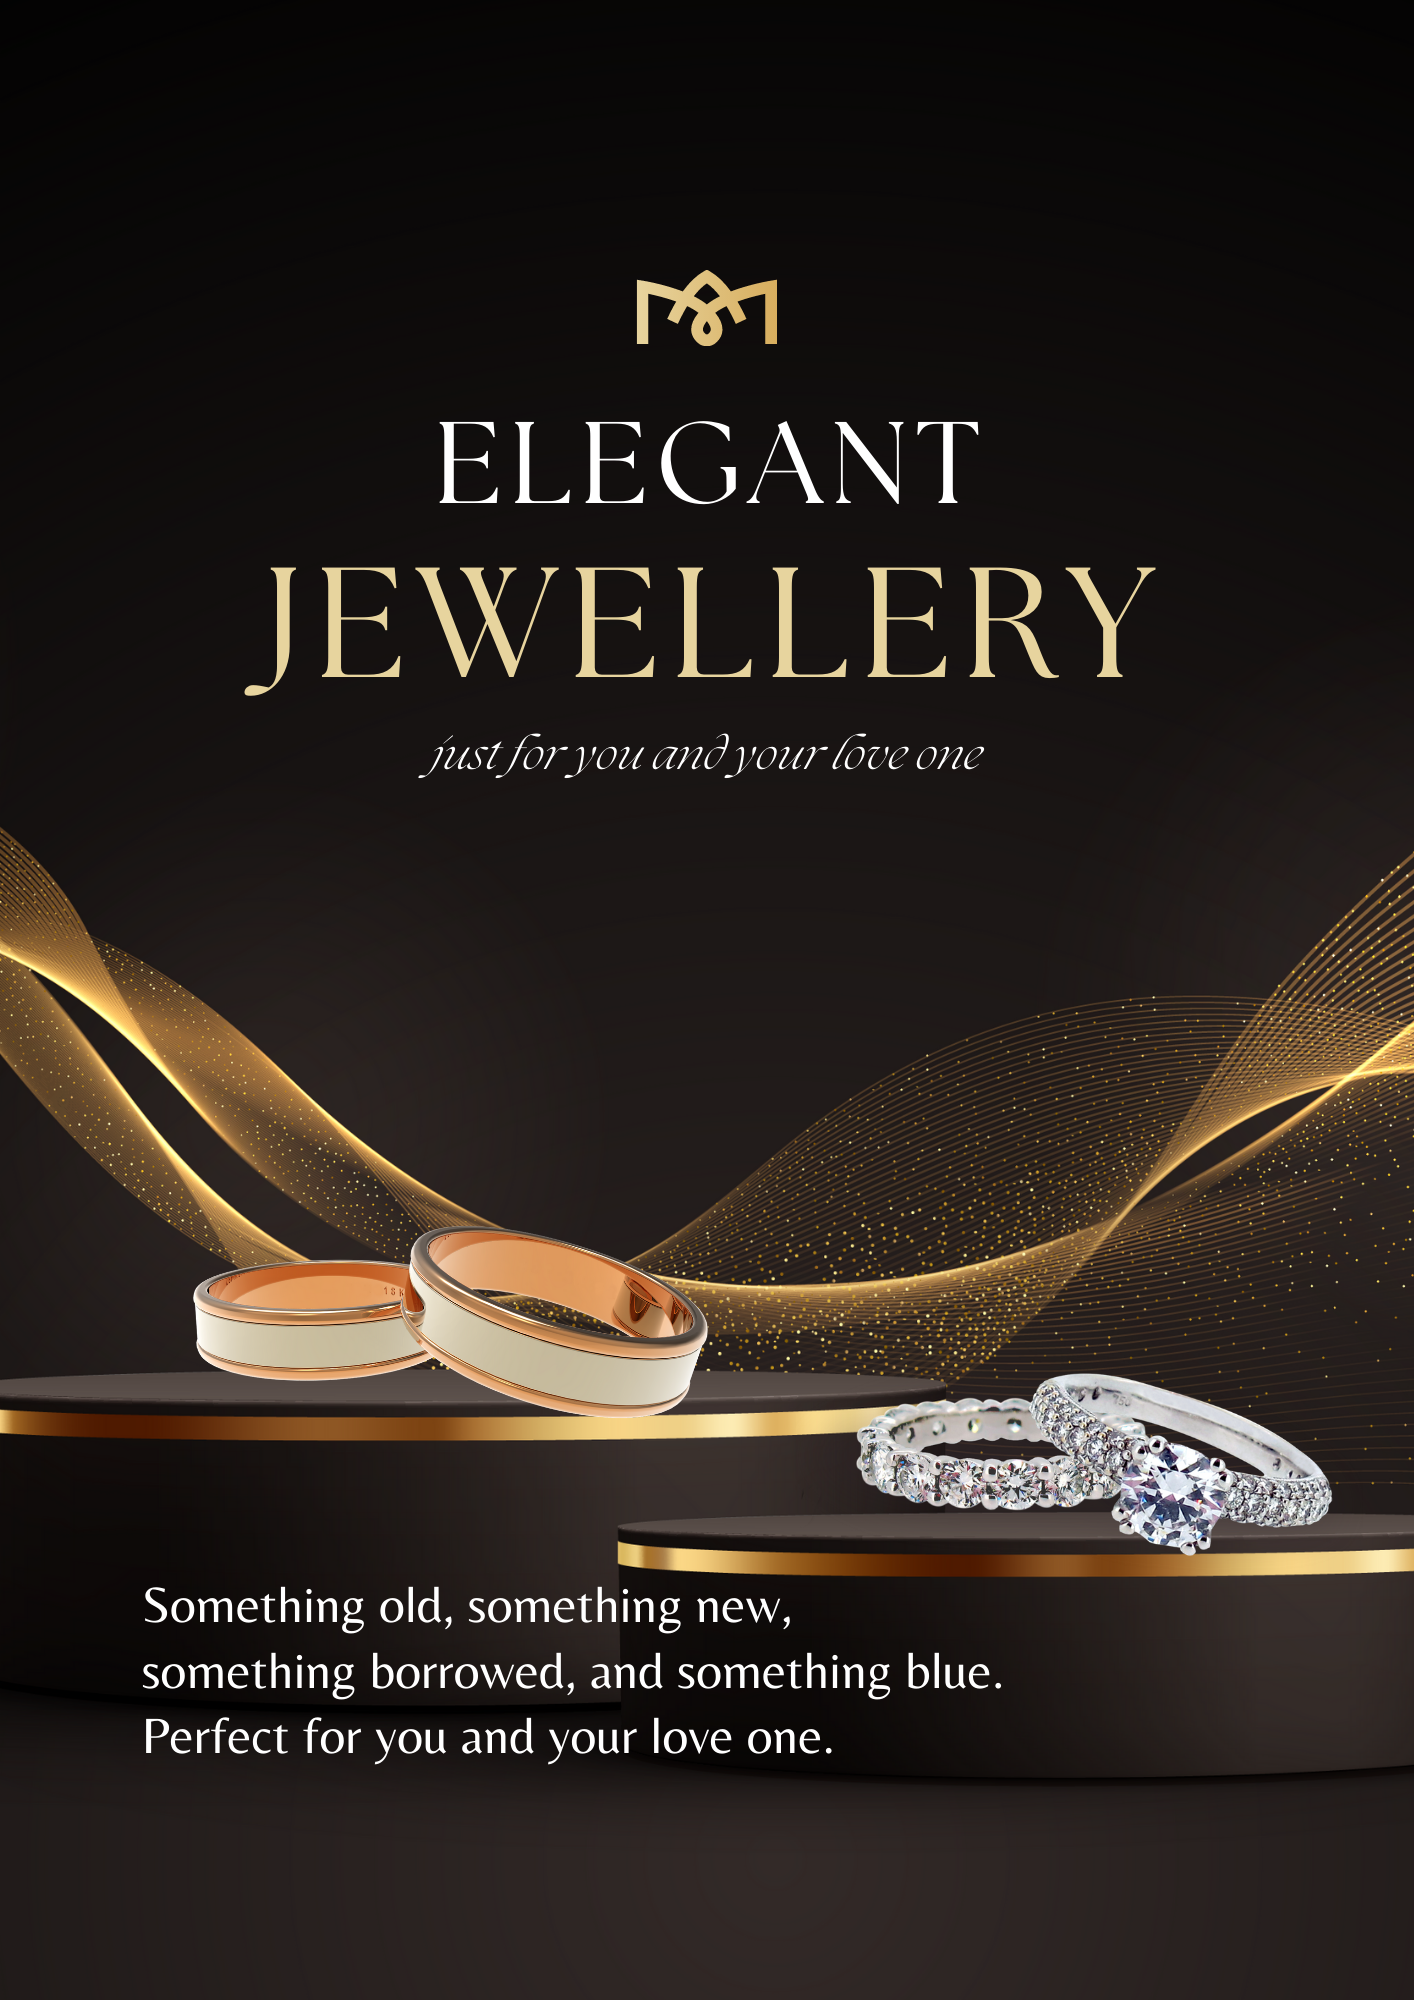 ELEGANT
JEWELLERY
just for you and your love one
Something old, something new,
something borrowed, and something blue.
Perfect for you and your love one.